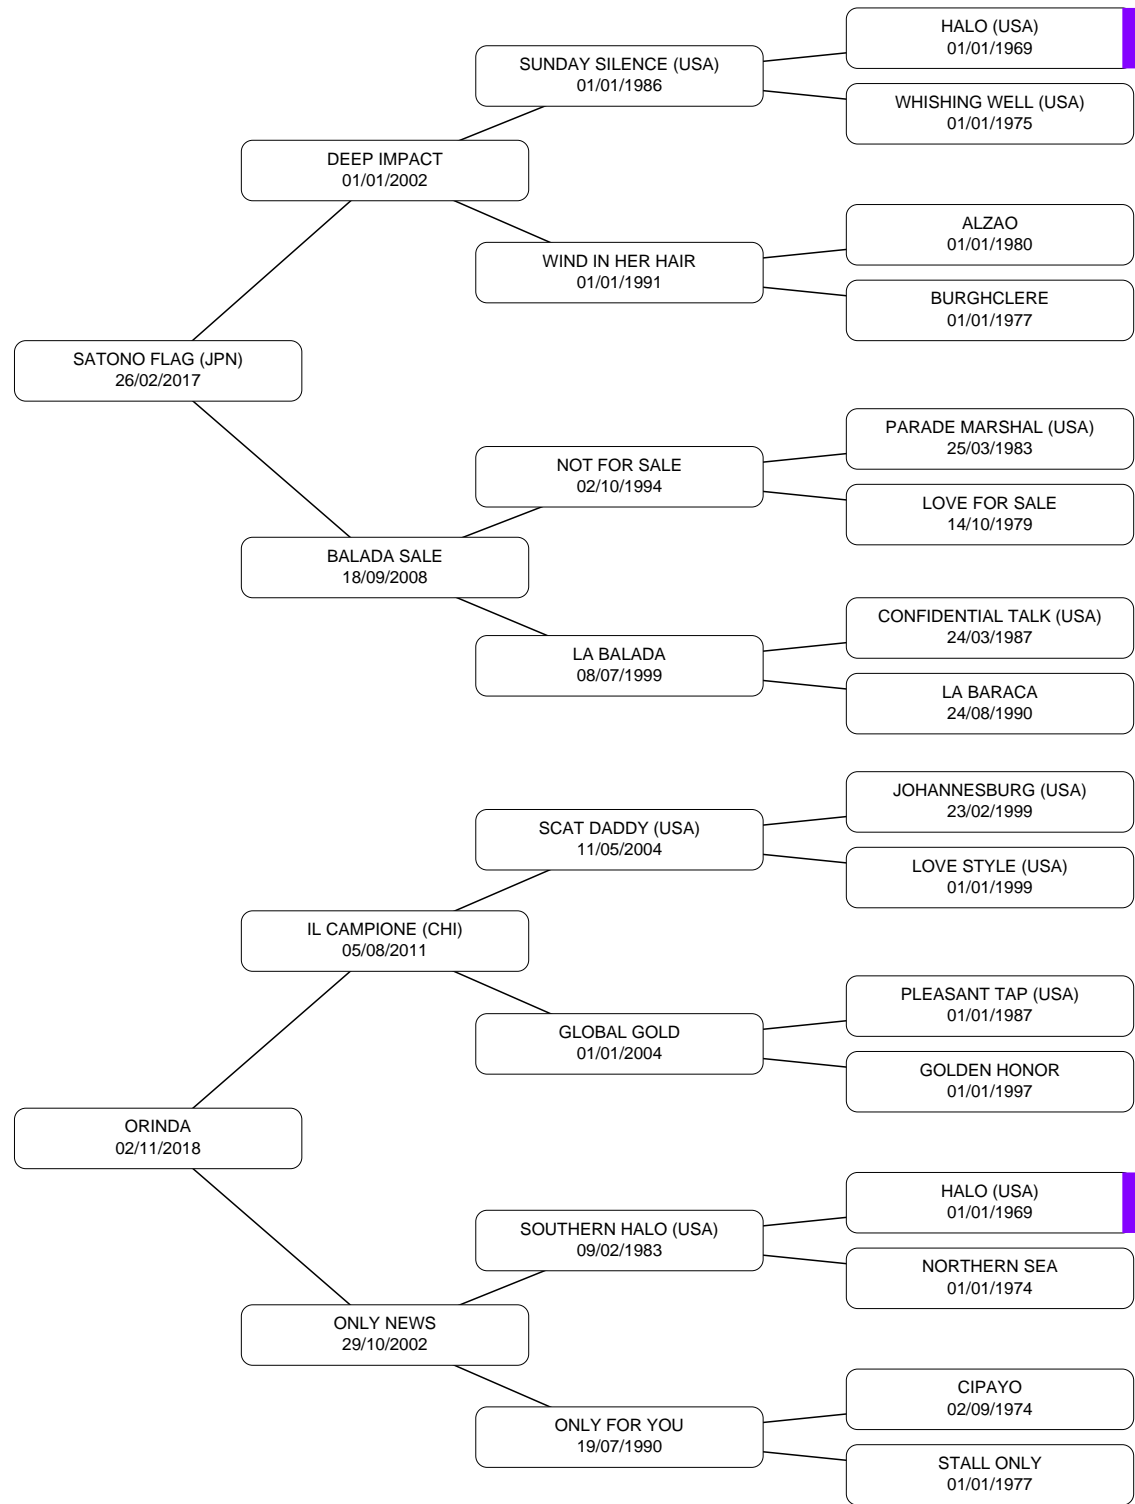 HALO (USA)
01/01/1969
SUNDAY SILENCE (USA)
01/01/1986
WHISHING WELL (USA)
01/01/1975
DEEP IMPACT
01/01/2002
ALZAO
01/01/1980
WIND IN HER HAIR
01/01/1991
BURGHCLERE
01/01/1977
SATONO FLAG (JPN)
26/02/2017
PARADE MARSHAL (USA)
25/03/1983
NOT FOR SALE
02/10/1994
LOVE FOR SALE
14/10/1979
BALADA SALE
18/09/2008
CONFIDENTIAL TALK (USA)
24/03/1987
LA BALADA
08/07/1999
LA BARACA
24/08/1990
JOHANNESBURG (USA)
23/02/1999
SCAT DADDY (USA)
11/05/2004
LOVE STYLE (USA)
01/01/1999
IL CAMPIONE (CHI)
05/08/2011
PLEASANT TAP (USA)
01/01/1987
GLOBAL GOLD
01/01/2004
GOLDEN HONOR
01/01/1997
ORINDA
02/11/2018
HALO (USA)
01/01/1969
SOUTHERN HALO (USA)
09/02/1983
NORTHERN SEA
01/01/1974
ONLY NEWS
29/10/2002
CIPAYO
02/09/1974
ONLY FOR YOU
19/07/1990
STALL ONLY
01/01/1977